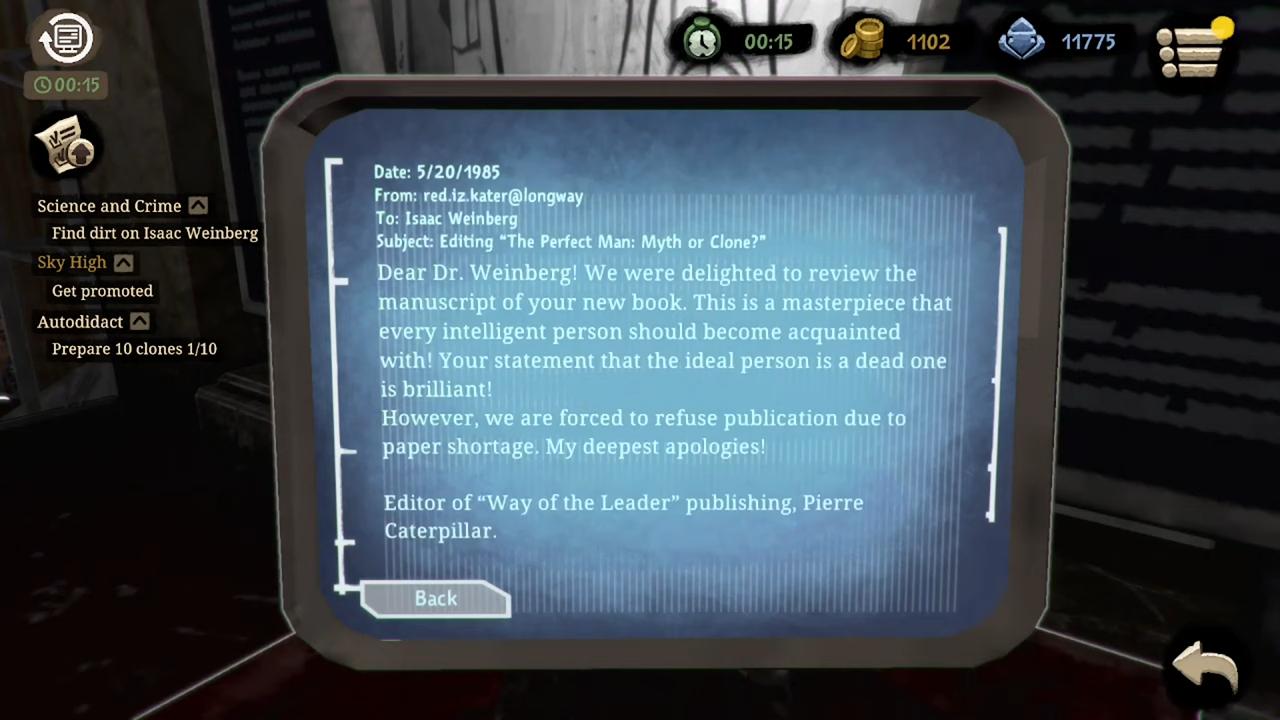 00:15
1102
11775
00:15
Science and Crime
Find dirt on Isaac Weinberg
Sky High
Get promoted
Autodidact
Prepare 10 clones 1/10
Date: 5/20/1985
From: red.iz.kater@longway
To: Isaac Weinberg
Subject: Editing “The Perfect Man: Myth or Clone?”
Dear Dr. Weinberg! We were delighted to review the
manuscript of your new book. This is a masterpiece that
every intelligent person should become acquainted
with! Your statement that the ideal person is a dead one
is brilliant!
However, we are forced to refuse publication due to
paper shortage. My deepest apologies!
Editor of “Way of the Leader” publishing, Pierre
Caterpillar.
Back